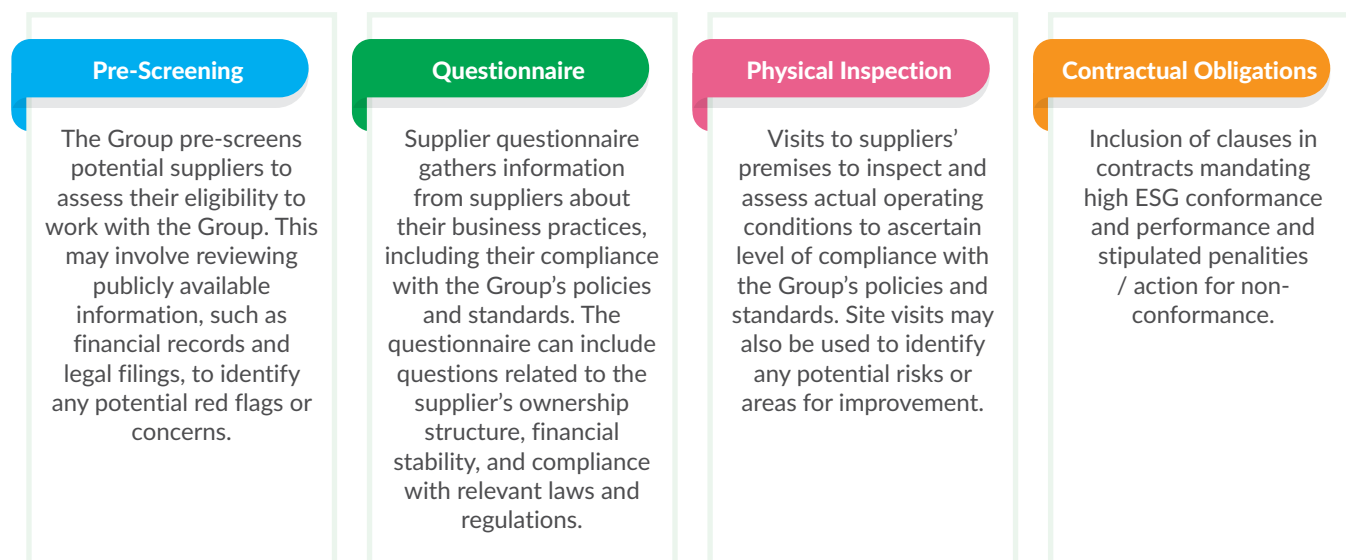 Pre-Screening
The Group pre-screens
potential suppliers to
assess their eligibility to
work with the Group. This
may involve reviewing
publicly available
information, such as
financial records and
legal filings, to identify
any potential red flags or
concerns.
Questionnaire
Supplier questionnaire
gathers information
from suppliers about
their business practices,
including their compliance
with the Group’s policies
and standards. The
questionnaire can include
questions related to the
supplier’s ownership
structure, financial
stability, and compliance
with relevant laws and
regulations.
Physical Inspection
Visits to suppliers’
premises to inspect and
assess actual operating
conditions to ascertain
level of compliance with
the Group’s policies and
standards. Site visits may
also be used to identify
any potential risks or
areas for improvement.
Contractual Obligations
Inclusion of clauses in
contracts mandating
high ESG conformance
and performance and
stipulated penalities
/ action for non-
conformance.